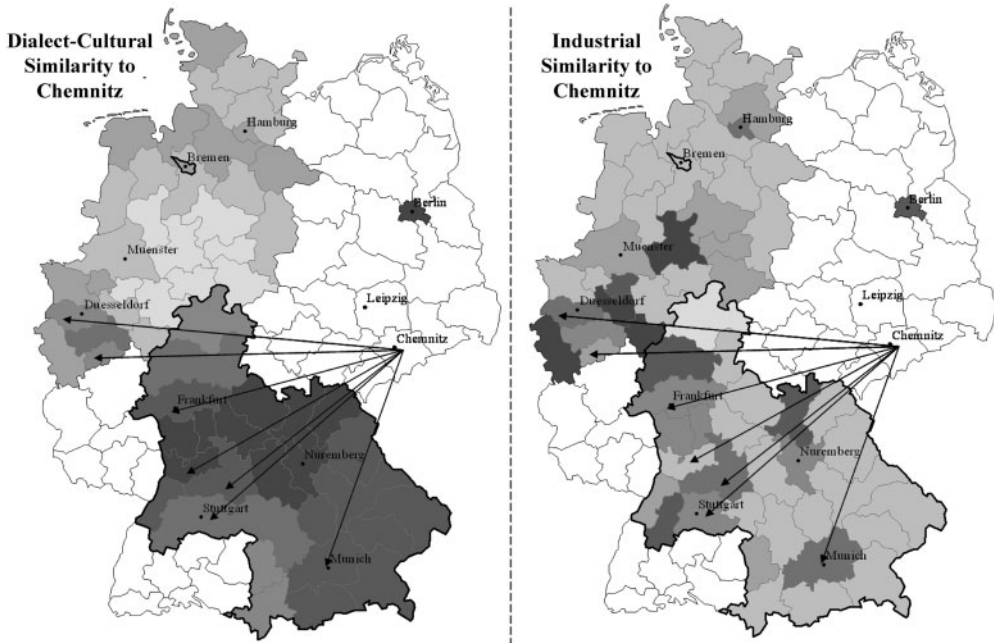 Dialect-Cultural
Similarity to
Chemnitz
Hamburg
Bremen
Berlin
Muenster
Duesseldorf
Leipzig
Chemnitz
Frankfurt
Nuremberg
Stuttgart
Munich
Industrial
Similarity to
Chemnitz
Hamburg
Bremen
Berlin
Muenster
Duesseldorf
Leipzig
Chemnitz
Frankfurt
Nuremberg
Stuttgart
Munich